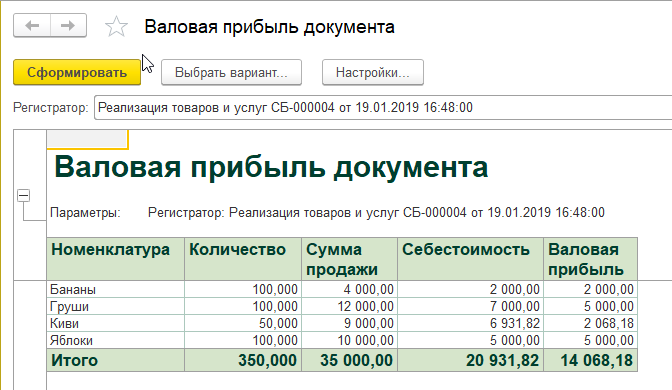 Валовая прибыль документа
Сформировать Выбрать вариант... Настройки...
Регистратор: Реализация товаров и услуг СБ-000004 от 19.01.2019 16:48:00
Валовая прибыль документа
Параметры: Регистратор: Реализация товаров и услуг СБ-000004 от 19.01.2019 16:48:00
Номенклатура Количество Сумма Себестоимость Валовая
продажи прибыль
Бананы 100,000 4 000,00 2 000,00 2 000,00
Груши 100,000 12 000,00 7 000,00 5 000,00
Киви 50,000 9 000,00 6 931,82 2 068,18
Яблоки 100,000 10 000,00 5 000,00 5 000,00
Итого 350,000 35 000,00 20 931,82 14 068,18